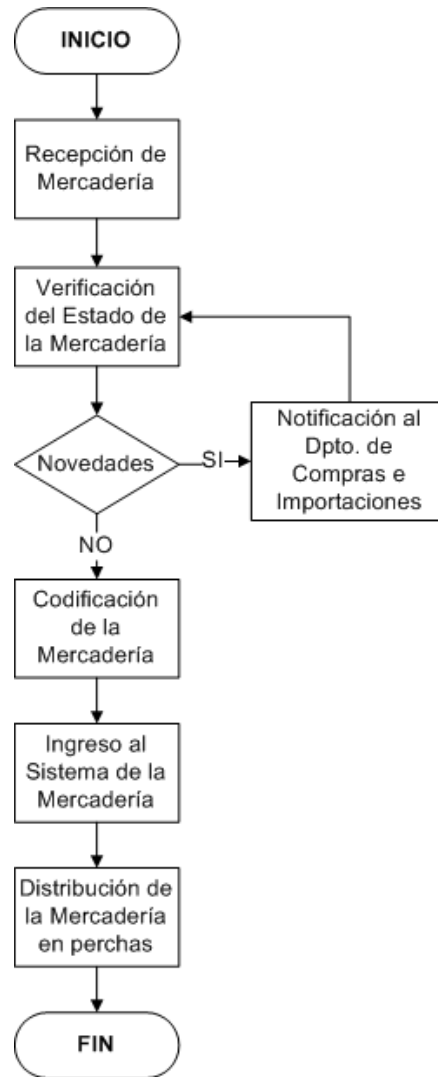 INICIO
Recepción de
Mercadería
Verificación
del Estado de
la Mercadería
Novedades
SI
Notificación al
Dpto. de
Compras e
Importaciones
NO
Codificación
de la
Mercadería
Ingreso al
Sistema de la
Mercadería
Distribución de
la Mercadería
en perchas
FIN